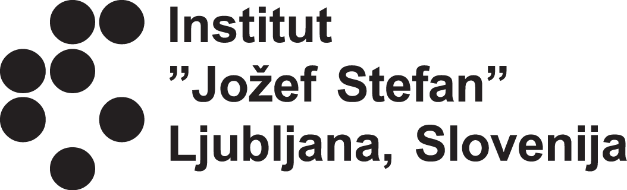 Institut
”Jožef Stefan”
Ljubljana, Slovenija